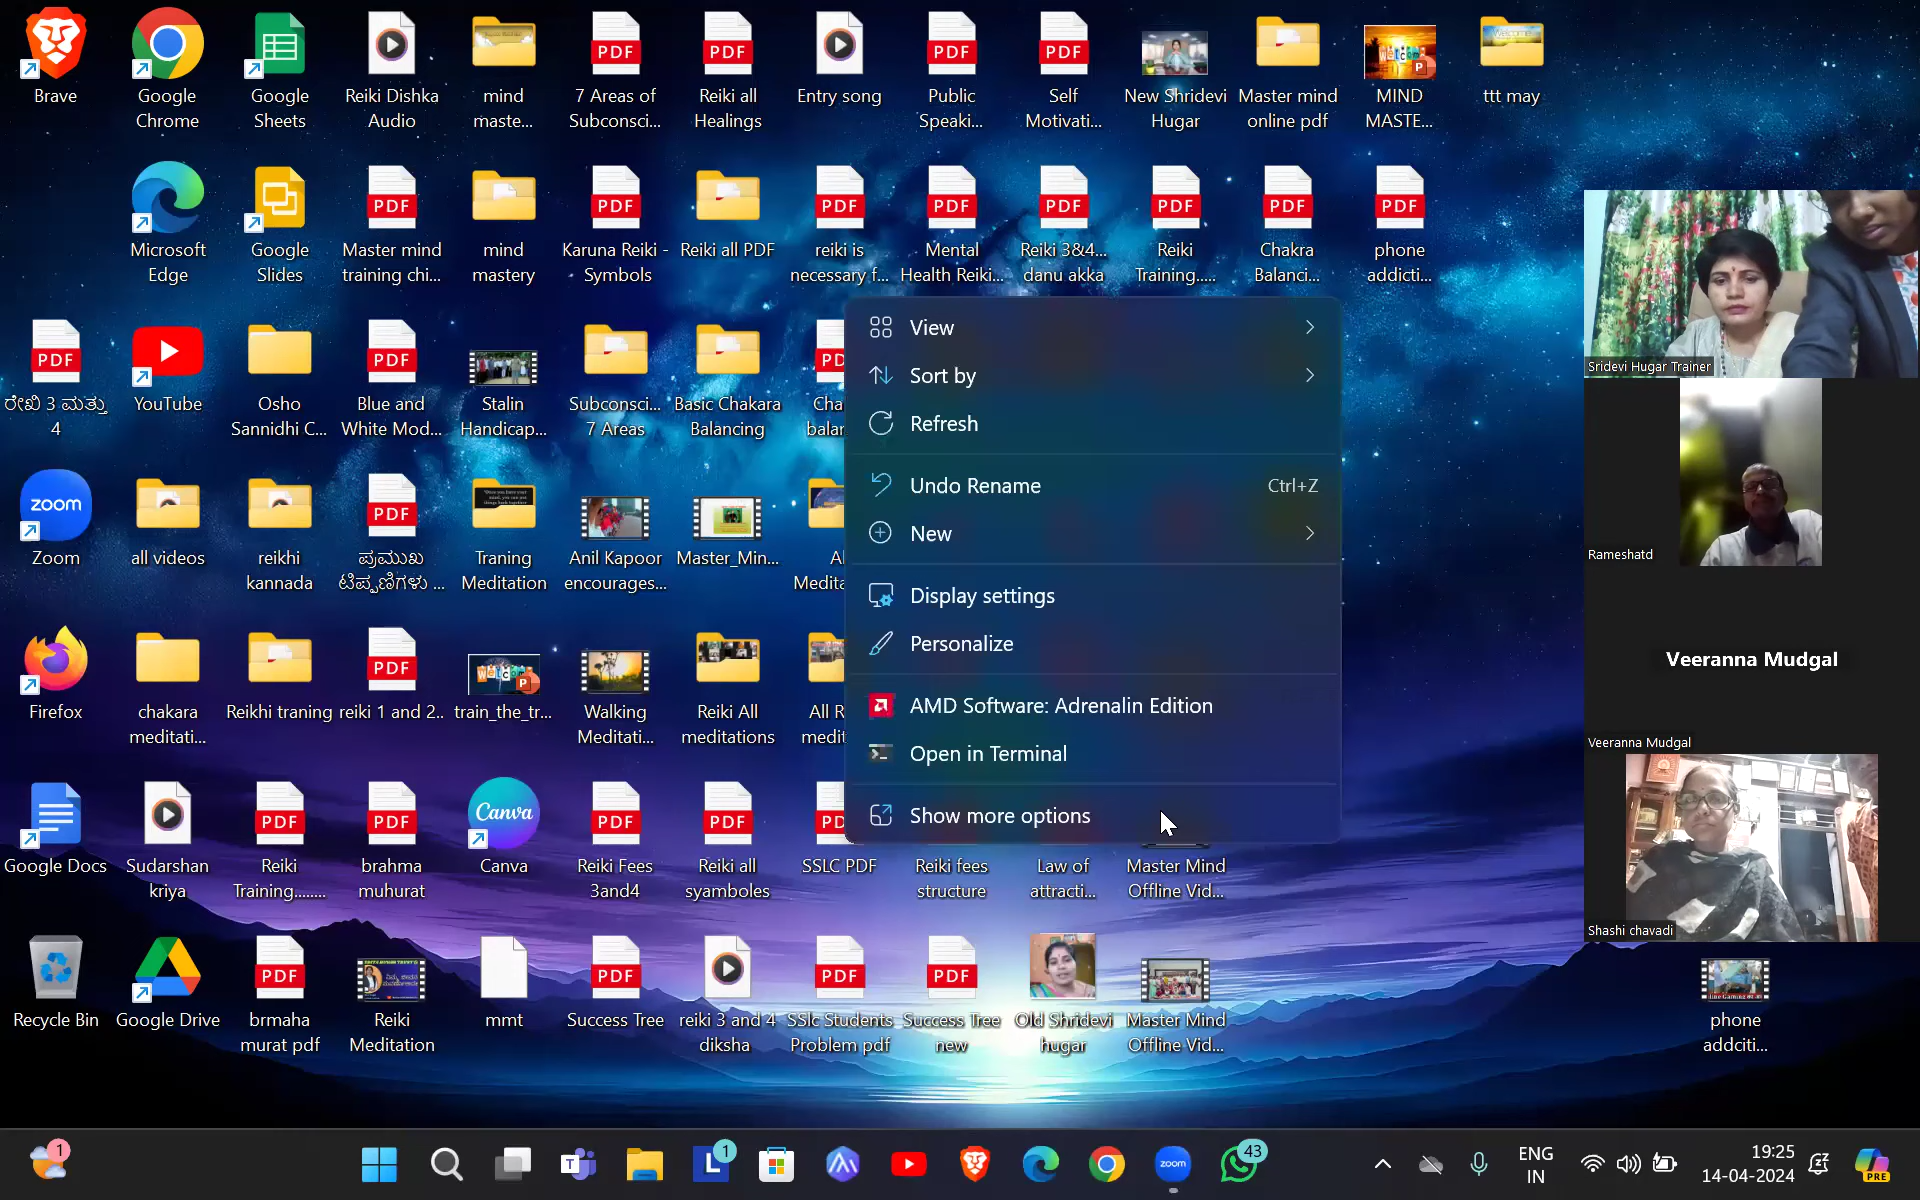 Brave
Google
Chrome
Google
Sheets
Reiki Dishka
Audio
mind
maste...
7 Areas of
Subconsci...
Reiki all
Healings
Entry song
Public
Speaki...
Self
Motivati...
New Shridevi
Hugar
Master mind
online pdf
MIND
MASTE...
ttt may
Microsoft
Edge
Google
Slides
Master mind
training chi...
mind
mastery
Karuna Reiki -
Symbols
Reiki all PDF
reiki is
necessary f...
Mental
Health Reiki...
Reiki 3&4...
danu akka
Reiki
Training.....
Chakra
Balanci...
phone
addicti...
ರೇಖಿ 3 ಮತ್ತು
4
YouTube
Osho
Sannidhi C...
Blue and
White Mod...
Stalin
Handicap...
Subconsci...
7 Areas
Basic Chakara
Balancing
Cha
balan
Zoom
all videos
reikhi
kannada
ಪ್ರಮುಖ
ಟಿಪ್ಪಣಿಗಳು ...
Traning
Meditation
Anil Kapoor
encourages...
Master_Min...
Al
Medita
Firefox
chakara
meditati...
Reikhi traning
reiki 1 and 2..
train_the_tr...
Walking
Meditati...
Reiki All
meditations
All R
medit
Google Docs
Sudarshan
kriya
Reiki
Training........
brahma
muhurat
Canva
Reiki Fees
3and4
Reiki all
syamboles
SSLC PDF
Reiki fees
structure
Law of
attracti...
Master Mind
Offline Vid...
Recycle Bin
Google Drive
brmaha
murat pdf
Reiki
Meditation
mmt
Success Tree
reiki 3 and 4
diksha
SSlc Students
Problem pdf
Success Tree
new
Old Shridevi
hugar
Master Mind
Offline Vid...
phone
addciti...
View
Sort by
Refresh
Undo Rename Ctrl+Z
New
Display settings
Personalize
AMD Software: Adrenalin Edition
Open in Terminal
Show more options
Sridevi Hugar Trainer
Rameshatd
Veeranna Mudgal
Veeranna Mudgal
Shashi chavadi
1
1
zoom
43
ENG
IN
19:25
14-04-2024
PRE